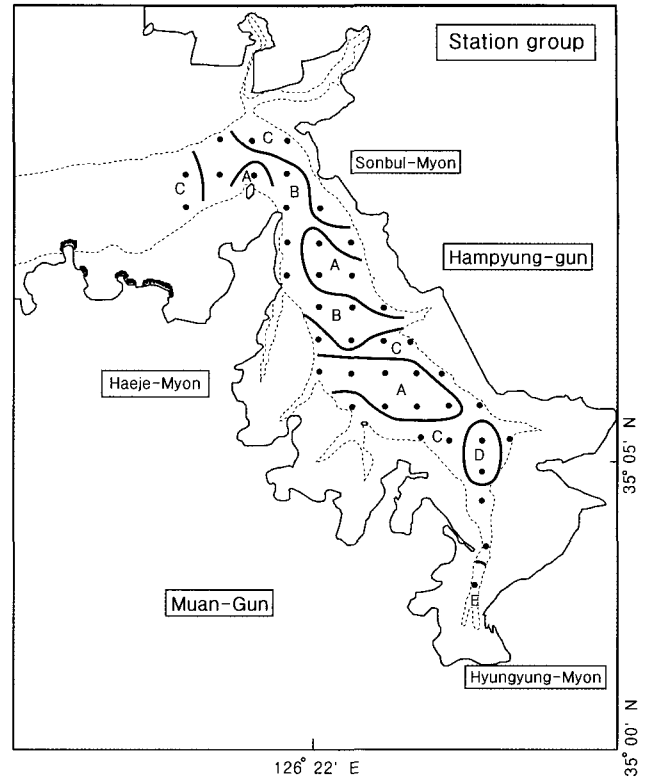 Station group
C
Sonbul-Myon
A
C
B
Hampyung-gun
A
B
C
Haeje-Myon
A
C
D
35° 05' N
Muan-Gun
E
Hyungyung-Myon
35° 00' N
126° 22' E